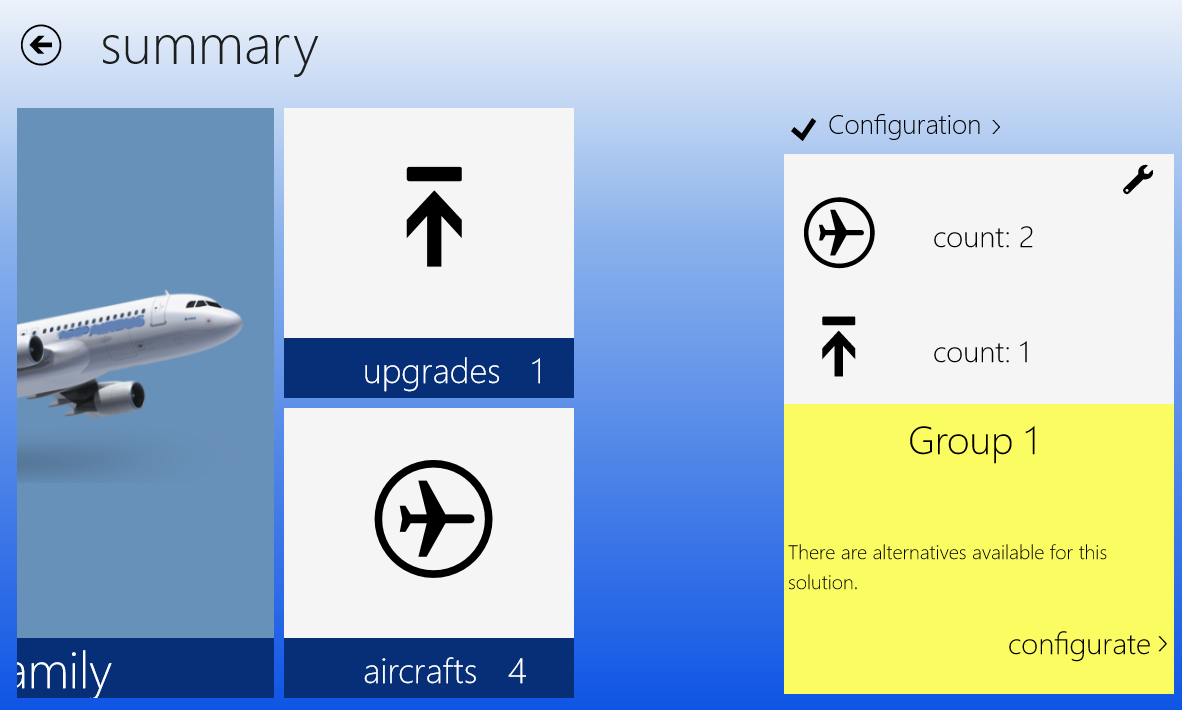 summary
amily
upgrades 1
aircrafts 4
Configuration >
count: 2
count: 1
Group 1
There are alternatives available for this
solution.
configurate >